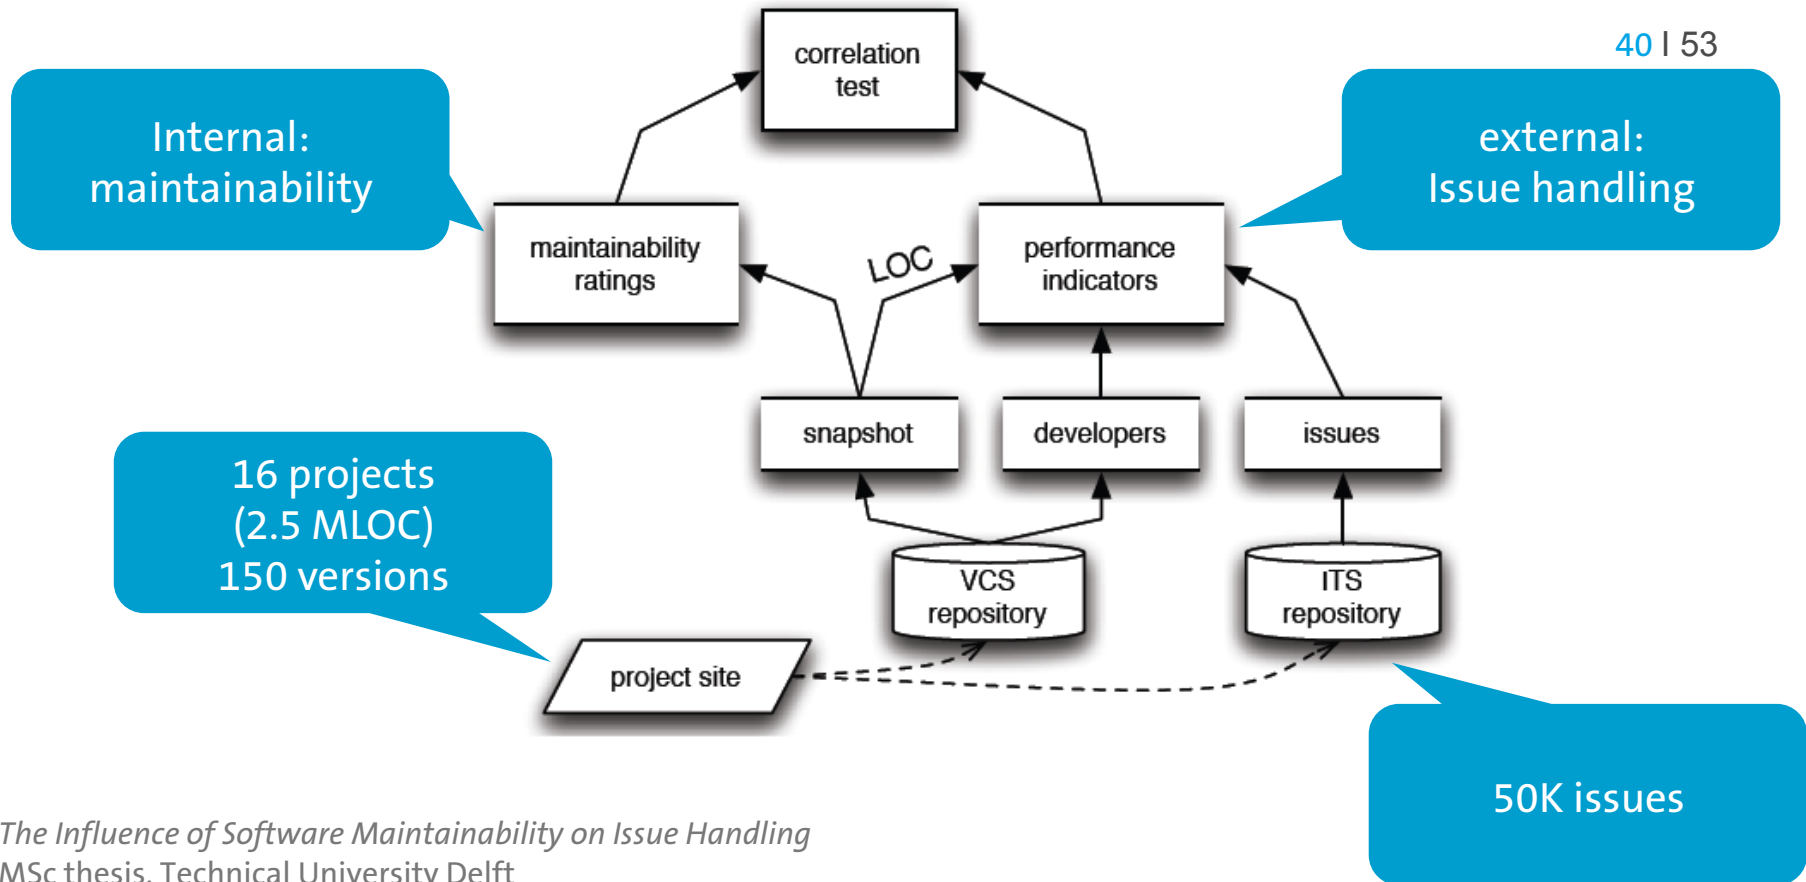 40 | 53
correlation
test
Internal:
maintainability
external:
Issue handling
maintainability
ratings
LOC
performance
indicators
snapshot
developers
issues
16 projects
(2.5 MLOC)
150 versions
VCS
repository
ITS
repository
project site
50K issues
The Influence of Software Maintainability on Issue Handling
MSc thesis, Technical University Delft